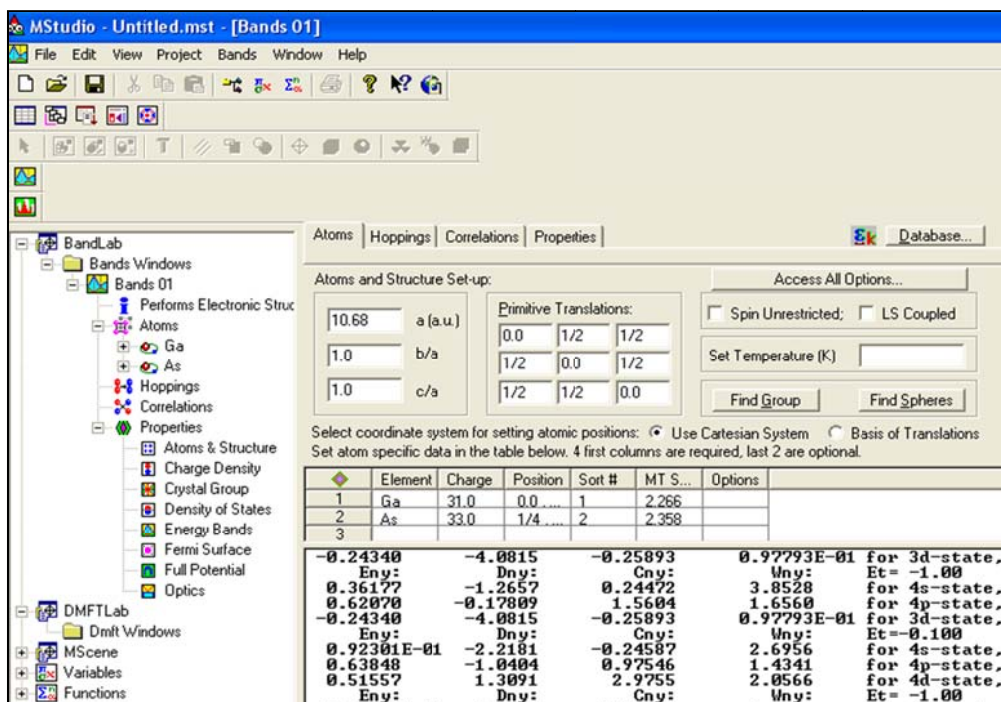 MStudio - Untitled.mst - [Bands 01]
File Edit View Project Bands Window Help
BandLab
Bands Windows
Bands 01
Performs Electronic Struc
Atoms
Ga
As
Hoppings
Correlations
Properties
Atoms & Structure
Charge Density
Crystal Group
Density of States
Energy Bands
Fermi Surface
Full Potential
Optics
DMFTLab
Dmft Windows
MScene
Variables
Functions
Atoms Hoppings Correlations Properties Database...
Atoms and Structure Set-up: Access All Options...
10.68 a (a.u.)
1.0 b/a
1.0 c/a
Primitive Translations:
0.0 1/2 1/2
1/2 0.0 1/2
1/2 1/2 0.0
Spin Unrestricted; LS Coupled
Set Temperature (K)
Find Group Find Spheres
Select coordinate system for setting atomic positions: Use Cartesian System Basis of Translations
Set atom specific data in the table below. 4 first columns are required, last 2 are optional.
Element Charge Position Sort # MT S... Options
1 Ga 31.0 0.0 .... 1 2.266
2 As 33.0 1/4 .... 2 2.358
3
-0.24340 -4.0815 -0.25893 0.97793E-01 for 3d-state,
Eny: Dny: Cny: Wny: Et= -1.00
0.36177 -1.2657 0.24472 3.8528 for 4s-state,
0.62070 -0.17809 1.5604 1.6560 for 4p-state,
-0.24340 -4.0815 -0.25893 0.97793E-01 for 3d-state,
Eny: Dny: Cny: Wny: Et=-0.100
0.92301E-01 -2.2181 -0.24587 2.6956 for 4s-state,
0.63848 -1.0404 0.97546 1.4341 for 4p-state,
0.51557 1.3091 2.9755 2.0566 for 4d-state,
Eny: Dny: Cny: Wny: Et= -1.00